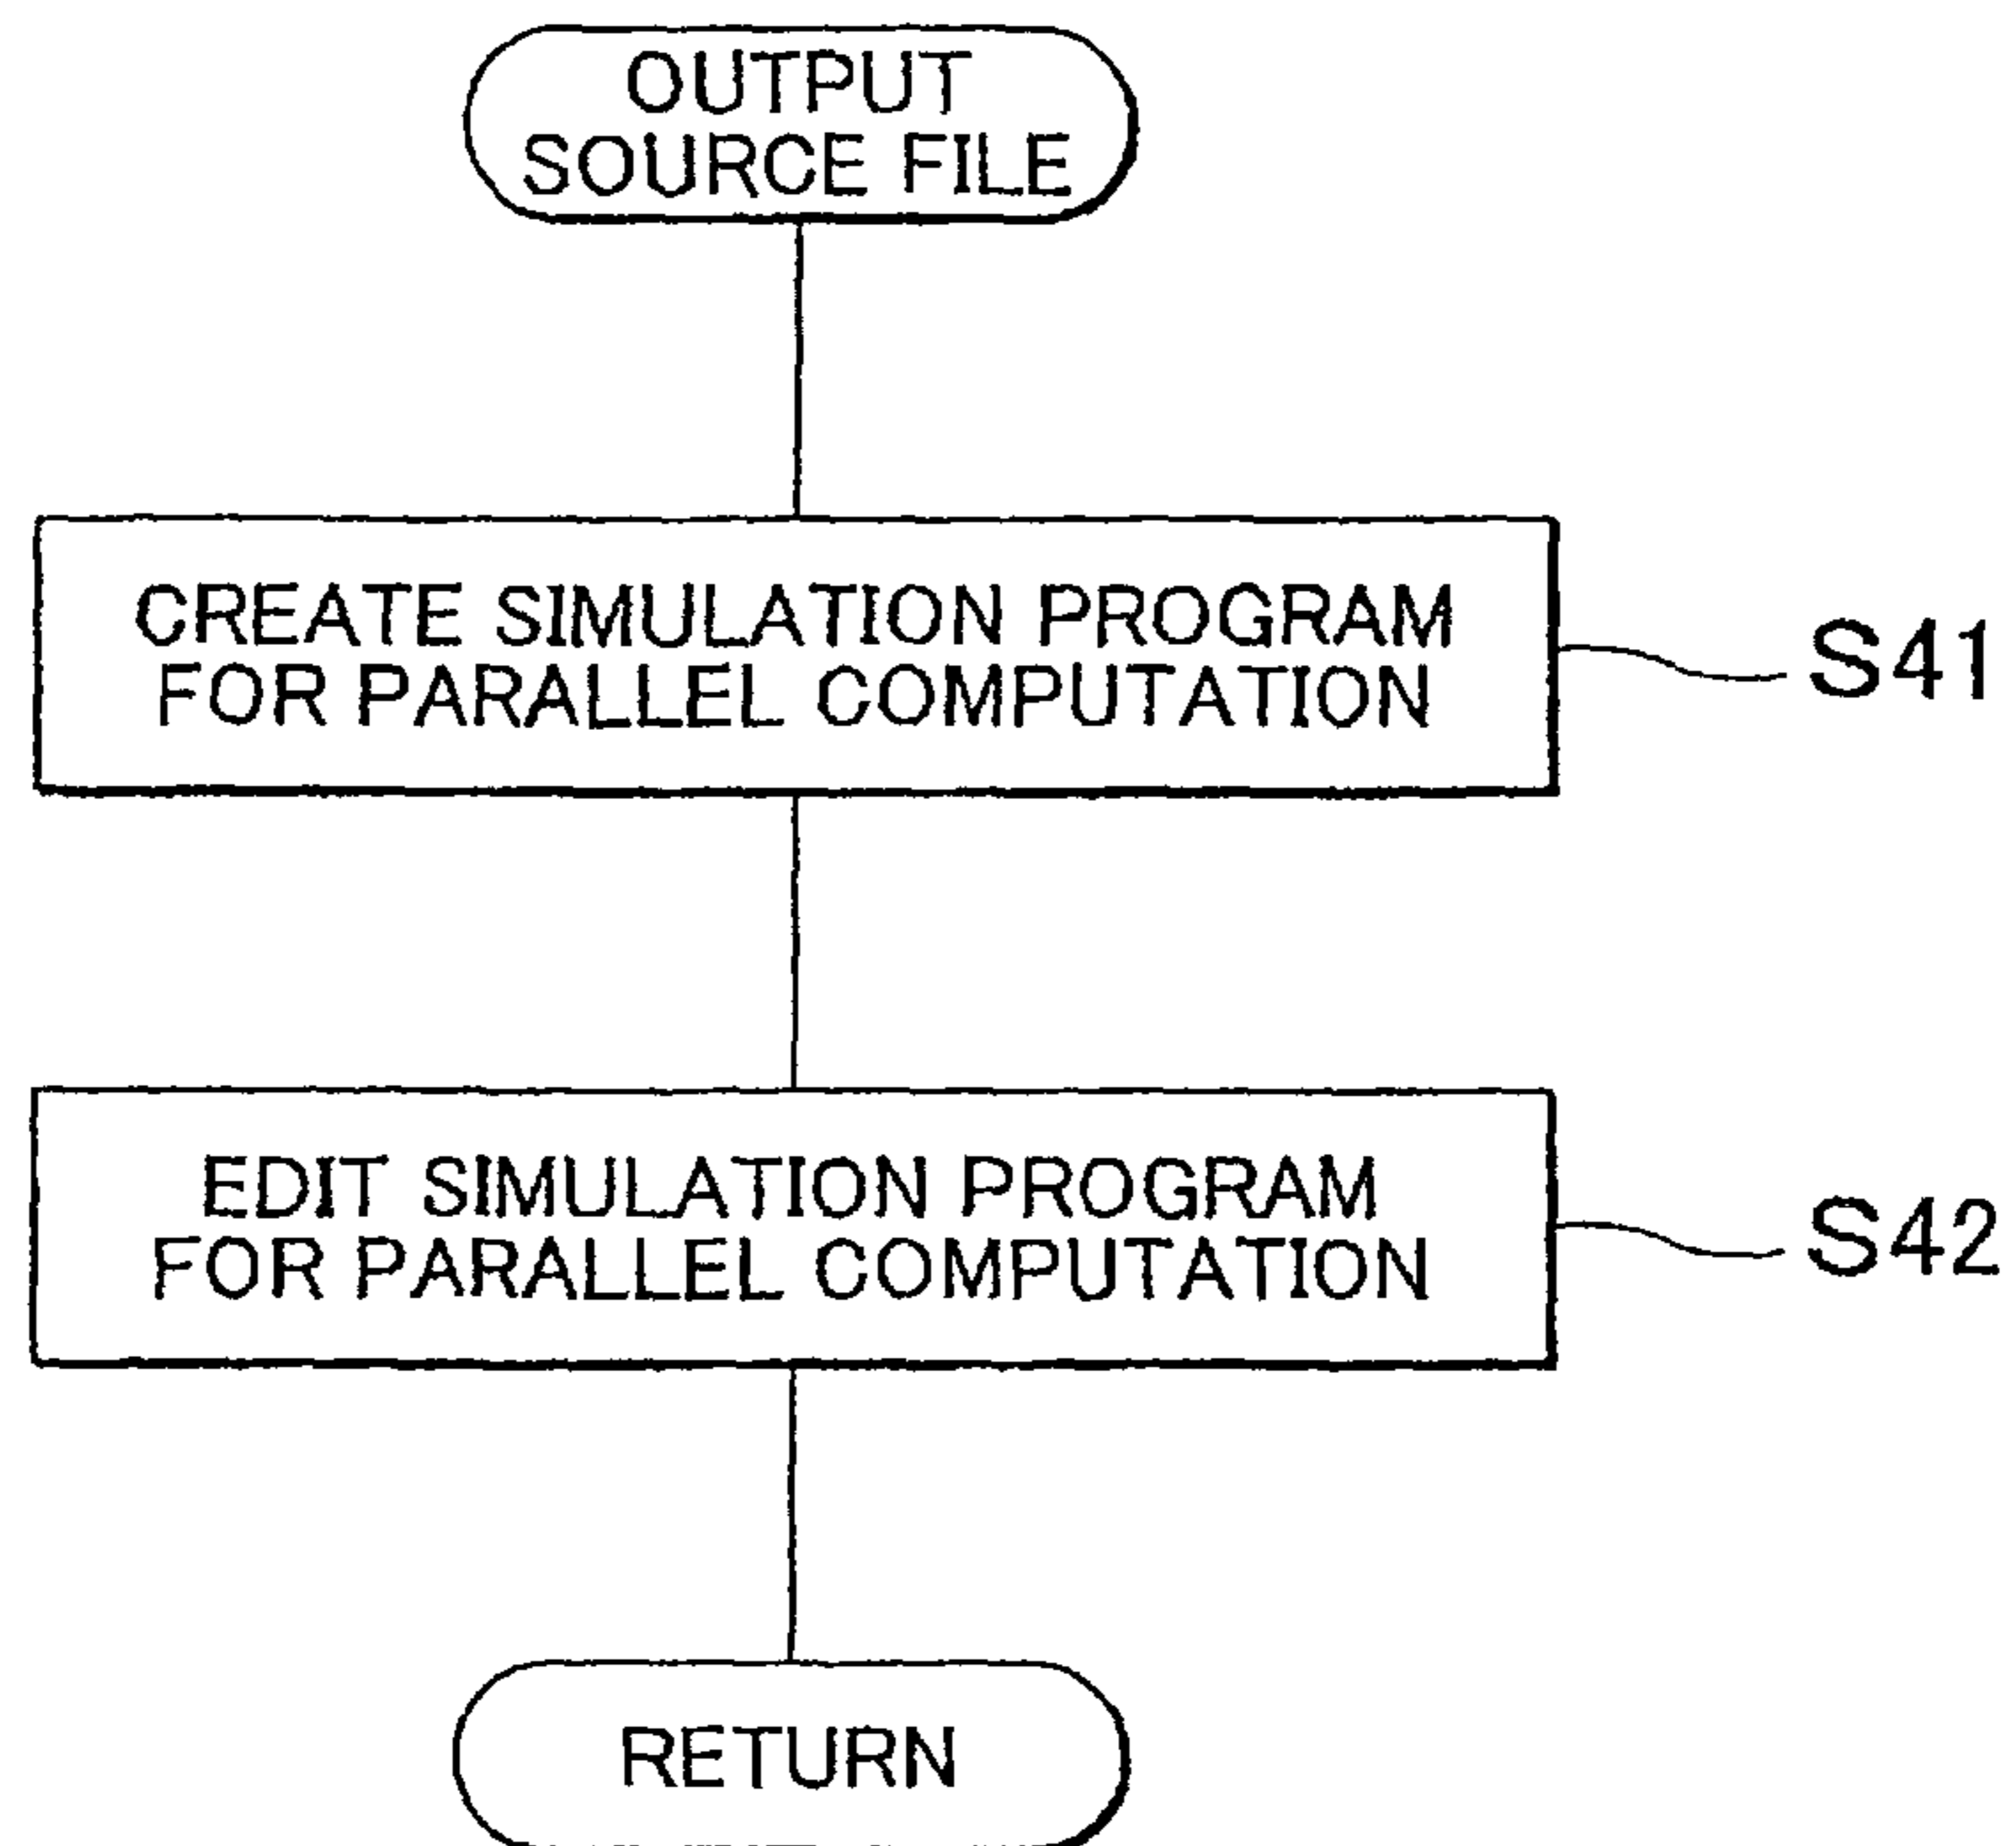 OUTPUT
SOURCE FILE
CREATE SIMULATION PROGRAM
FOR PARALLEL COMPUTATION
S41
EDIT SIMULATION PROGRAM
FOR PARALLEL COMPUTATION
S42
RETURN